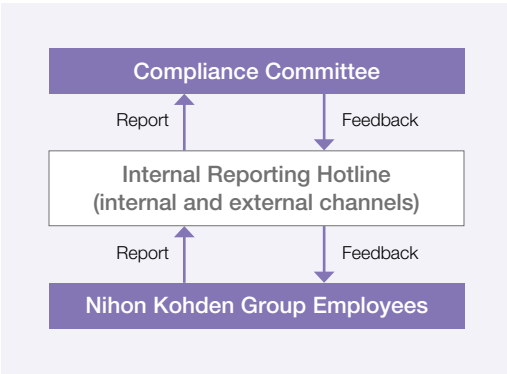 Compliance Committee
Report
Feedback
Internal Reporting Hotline
(internal and external channels)
Report
Feedback
Nihon Kohden Group Employees